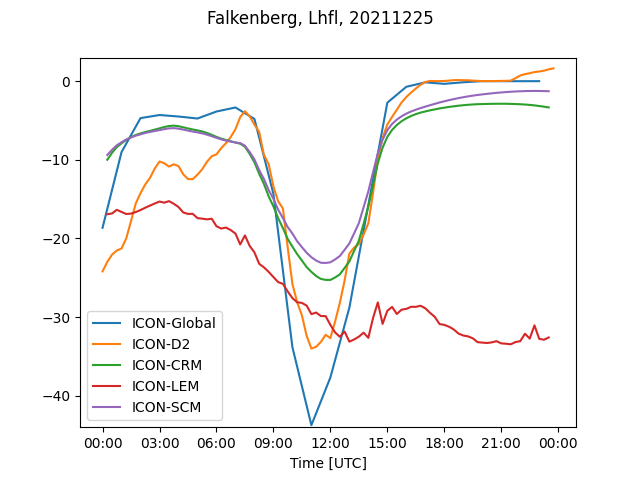 Falkenberg, Lhfl, 20211225
0
−10
−20
−30
−40
ICON-Global
ICON-D2
ICON-CRM
ICON-LEM
ICON-SCM
00:00 03:00 06:00 09:00 12:00 15:00 18:00 21:00 00:00
Time [UTC]